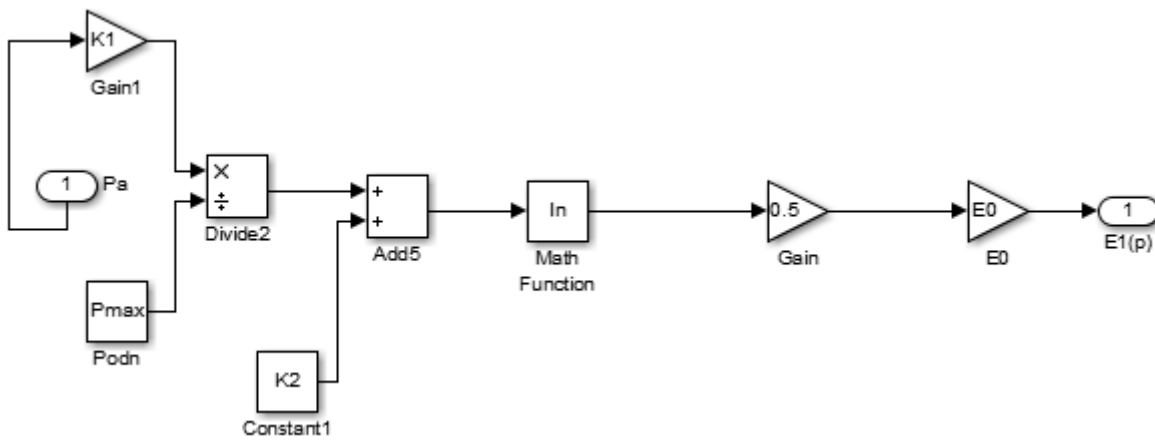 K1
Gain1
1
Pa
×
÷
Divide2
Pmax
Podn
+
+
Add5
K2
Constant1
ln
Math
Function
0.5
Gain
E0
E0
1
E1(p)